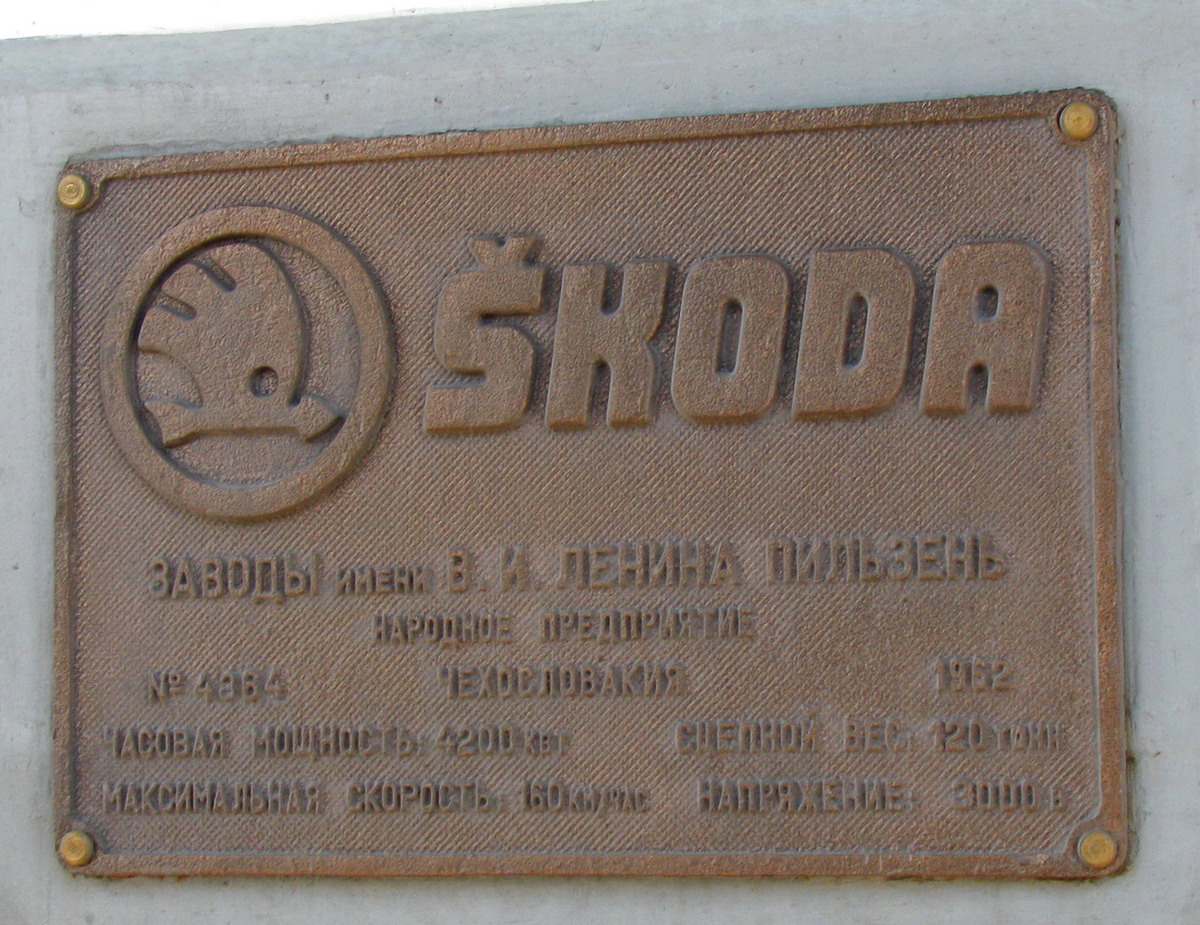 ŠKODA
ЗАВОДЫ ИМЕНИ В. И. ЛЕНИНА ПИЛЬЗЕНЬ
НАРОДНОЕ ПРЕДПРИЯТИЕ
№ 4364 ЧЕХОСЛОВАКИЯ 1962
ЧАСОВАЯ МОЩНОСТЬ: 4200 КВТ СЦЕПНОЙ ВЕС: 120 ТОНН
МАКСИМАЛЬНАЯ СКОРОСТЬ: 160 КМ/ЧАС НАПРЯЖЕНИЕ: 3000 В